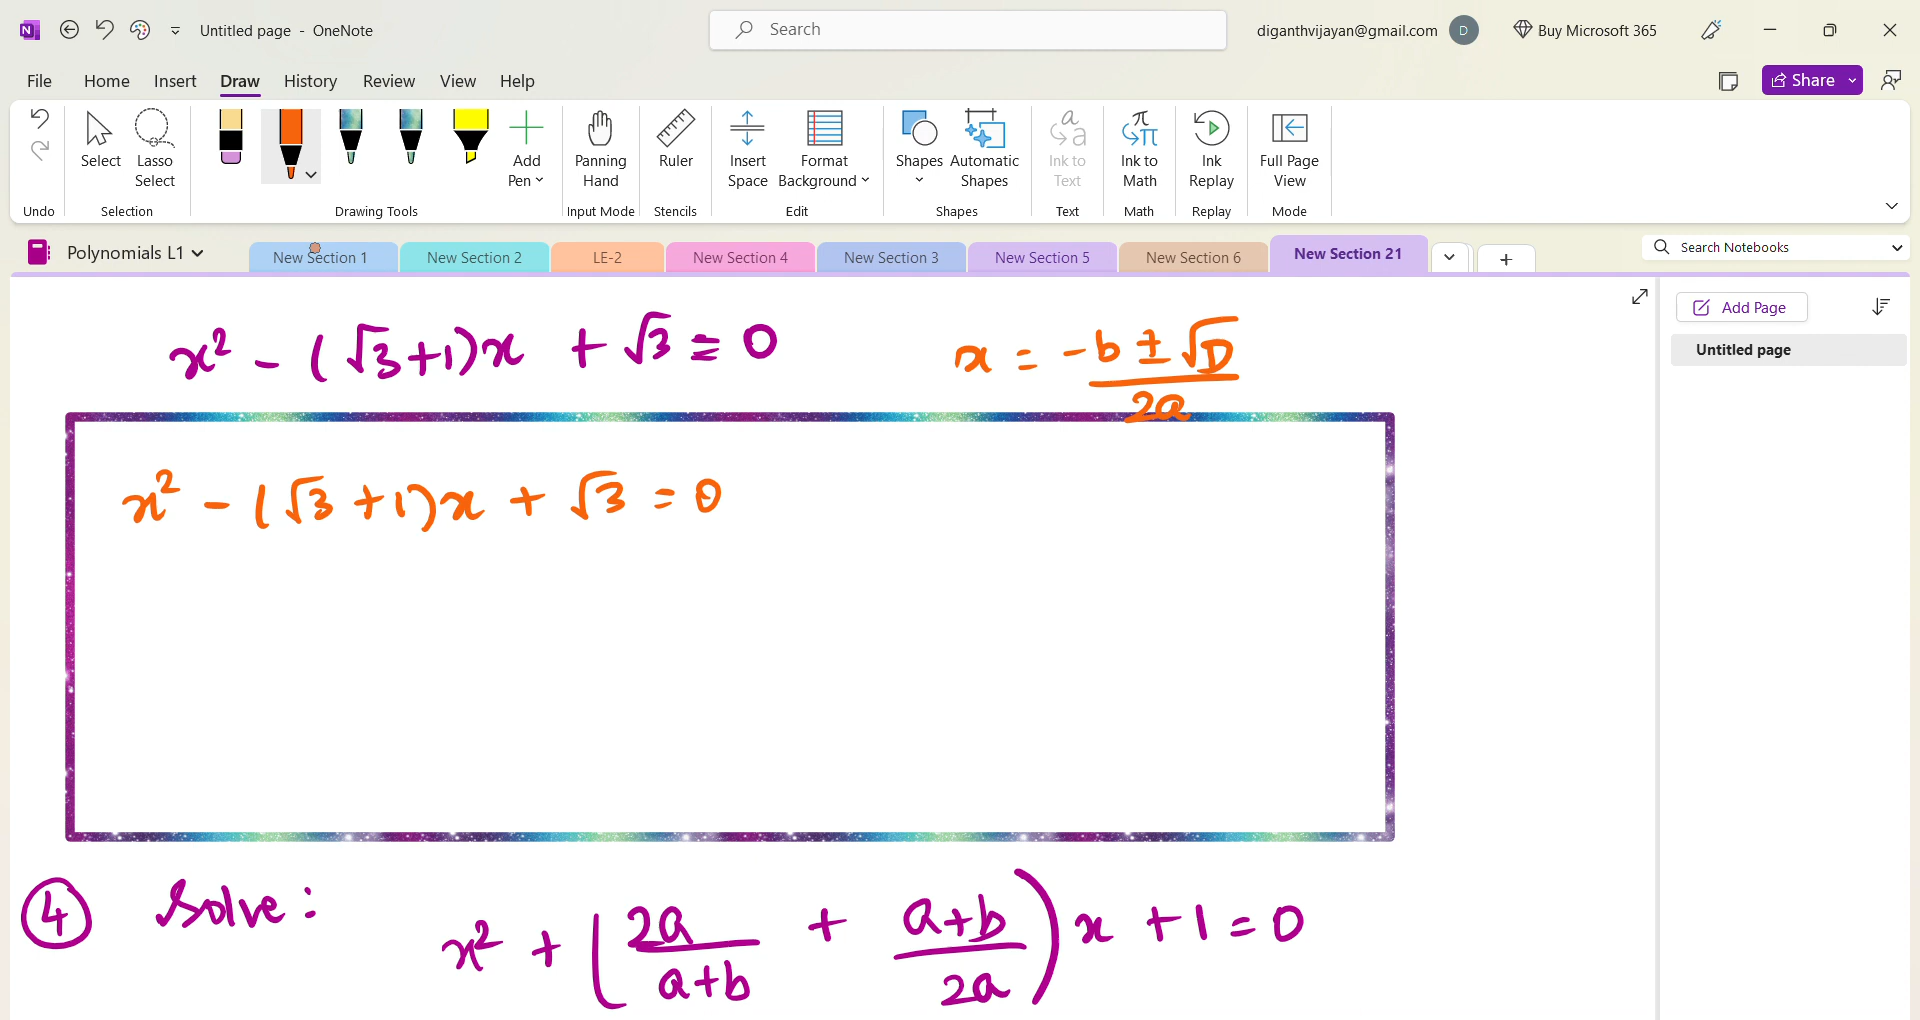 Untitled page - OneNote
Search
diganthvijayan@gmail.com
D
Buy Microsoft 365
File Home Insert Draw History Review View Help
Share
Select
Lasso Select
Add Pen
Panning Hand
Ruler
Insert Space
Format Background
Shapes
Automatic Shapes
a a
Ink to Text
π π
Ink to Math
Ink Replay
Full Page View
Undo Selection Drawing Tools Input Mode Stencils Edit Shapes Text Math Replay Mode
Polynomials L1
New Section 1 New Section 2 LE-2 New Section 4 New Section 3 New Section 5 New Section 6 New Section 21 +
Search Notebooks
Add Page
Untitled page
x² - (√3+1)x + √3 = 0
x = -b ± √D / 2a
x² - (√3 + 1)x + √3 = 0
④ Solve :
x² + (2a/a+b + a+b/2a) x + 1 = 0